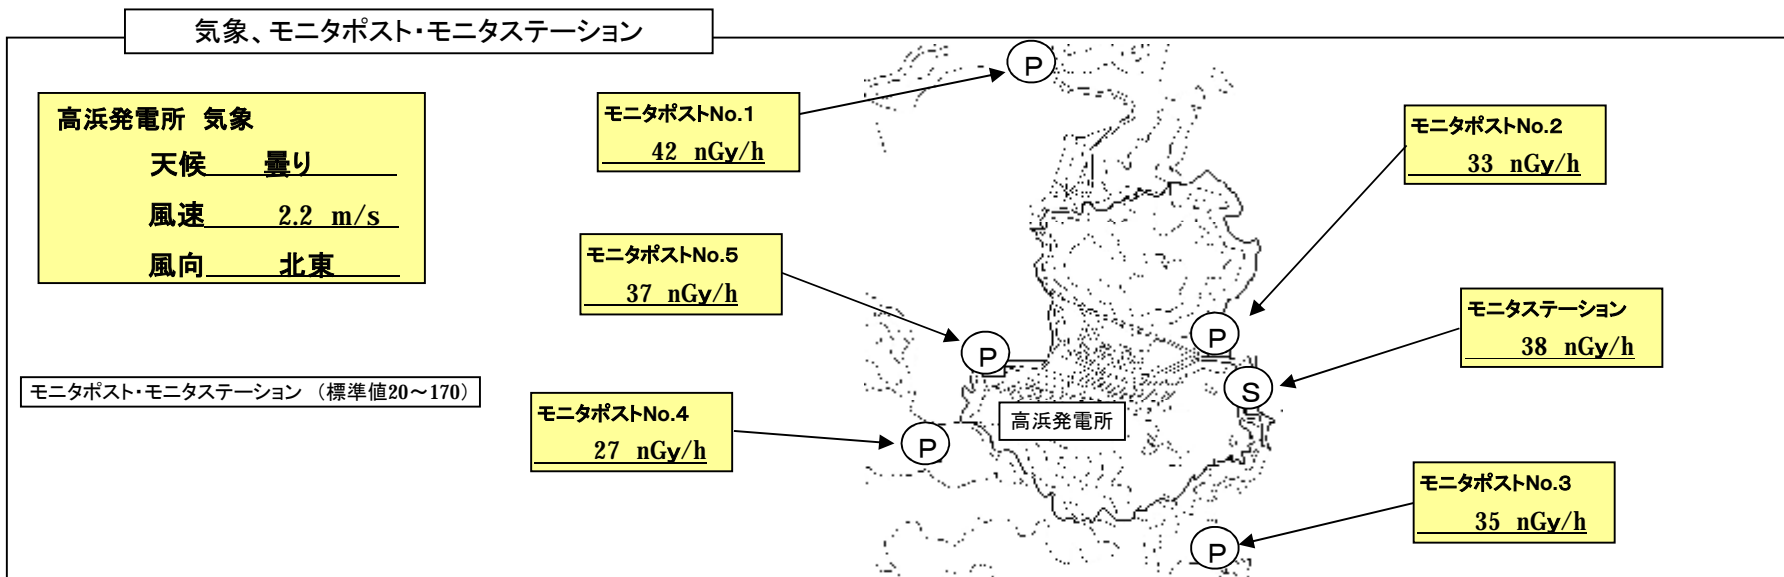 気象、モニタポスト・モニタステーション
高浜発電所 気象
天候 曇り
風速 2.2 m/s
風向 北東
モニタポスト・モニタステーション （標準値20～170）
モニタポストNo.1
42 nGy/h
モニタポストNo.5
37 nGy/h
モニタポストNo.4
27 nGy/h
P
P
P
高浜発電所
P
S
P
モニタポストNo.2
33 nGy/h
モニタステーション
38 nGy/h
モニタポストNo.3
35 nGy/h